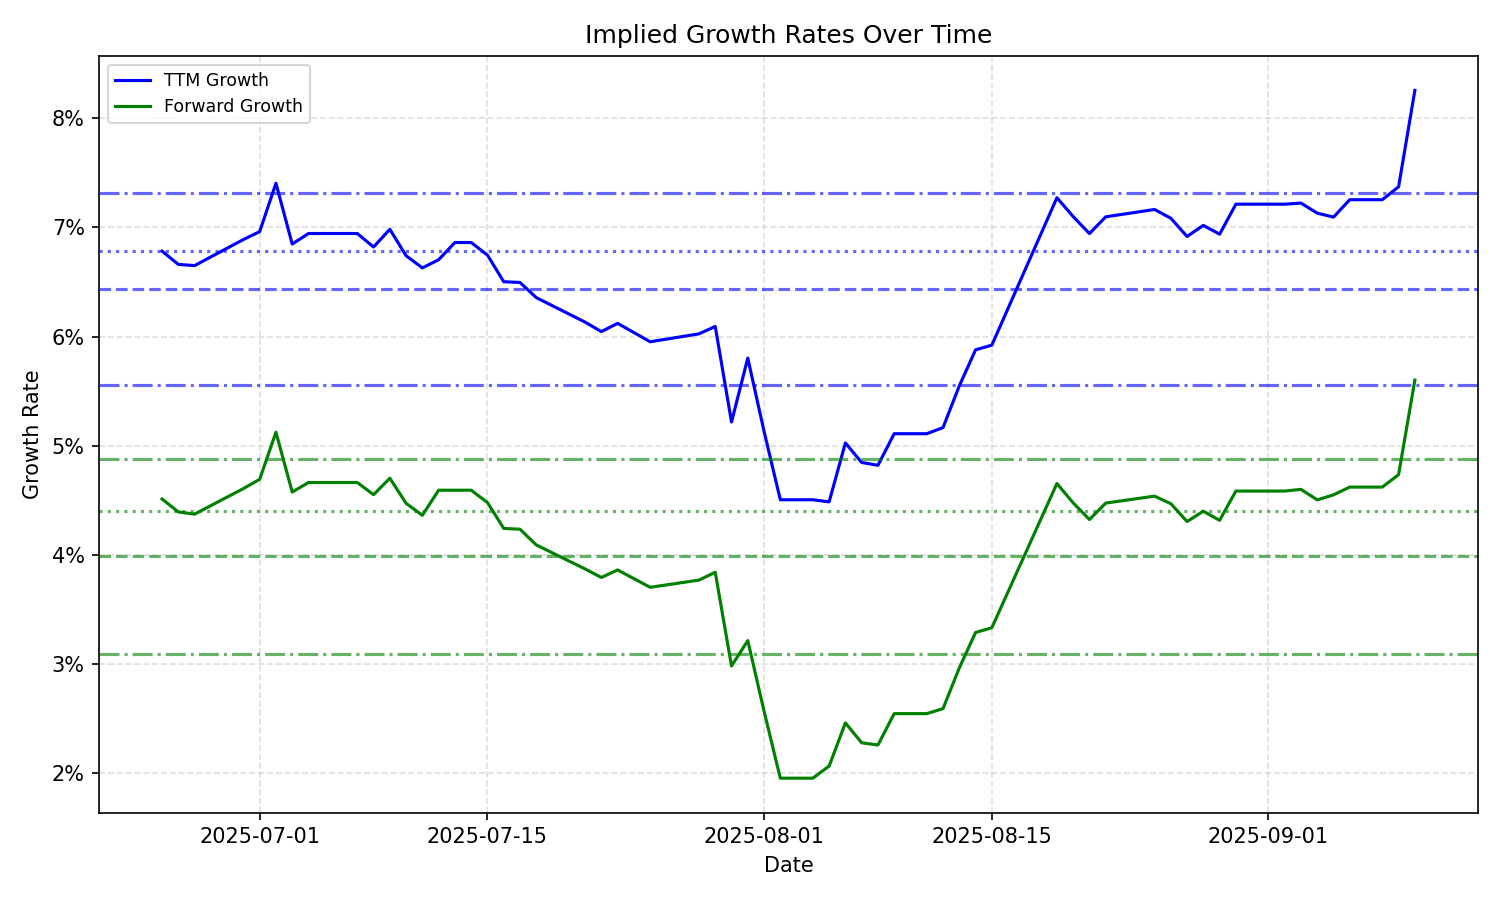 Implied Growth Rates Over Time
TTM Growth
Forward Growth
8%
7%
6%
5%
4%
3%
2%
Growth Rate
2025-07-01
2025-07-15
2025-08-01
2025-08-15
2025-09-01
Date